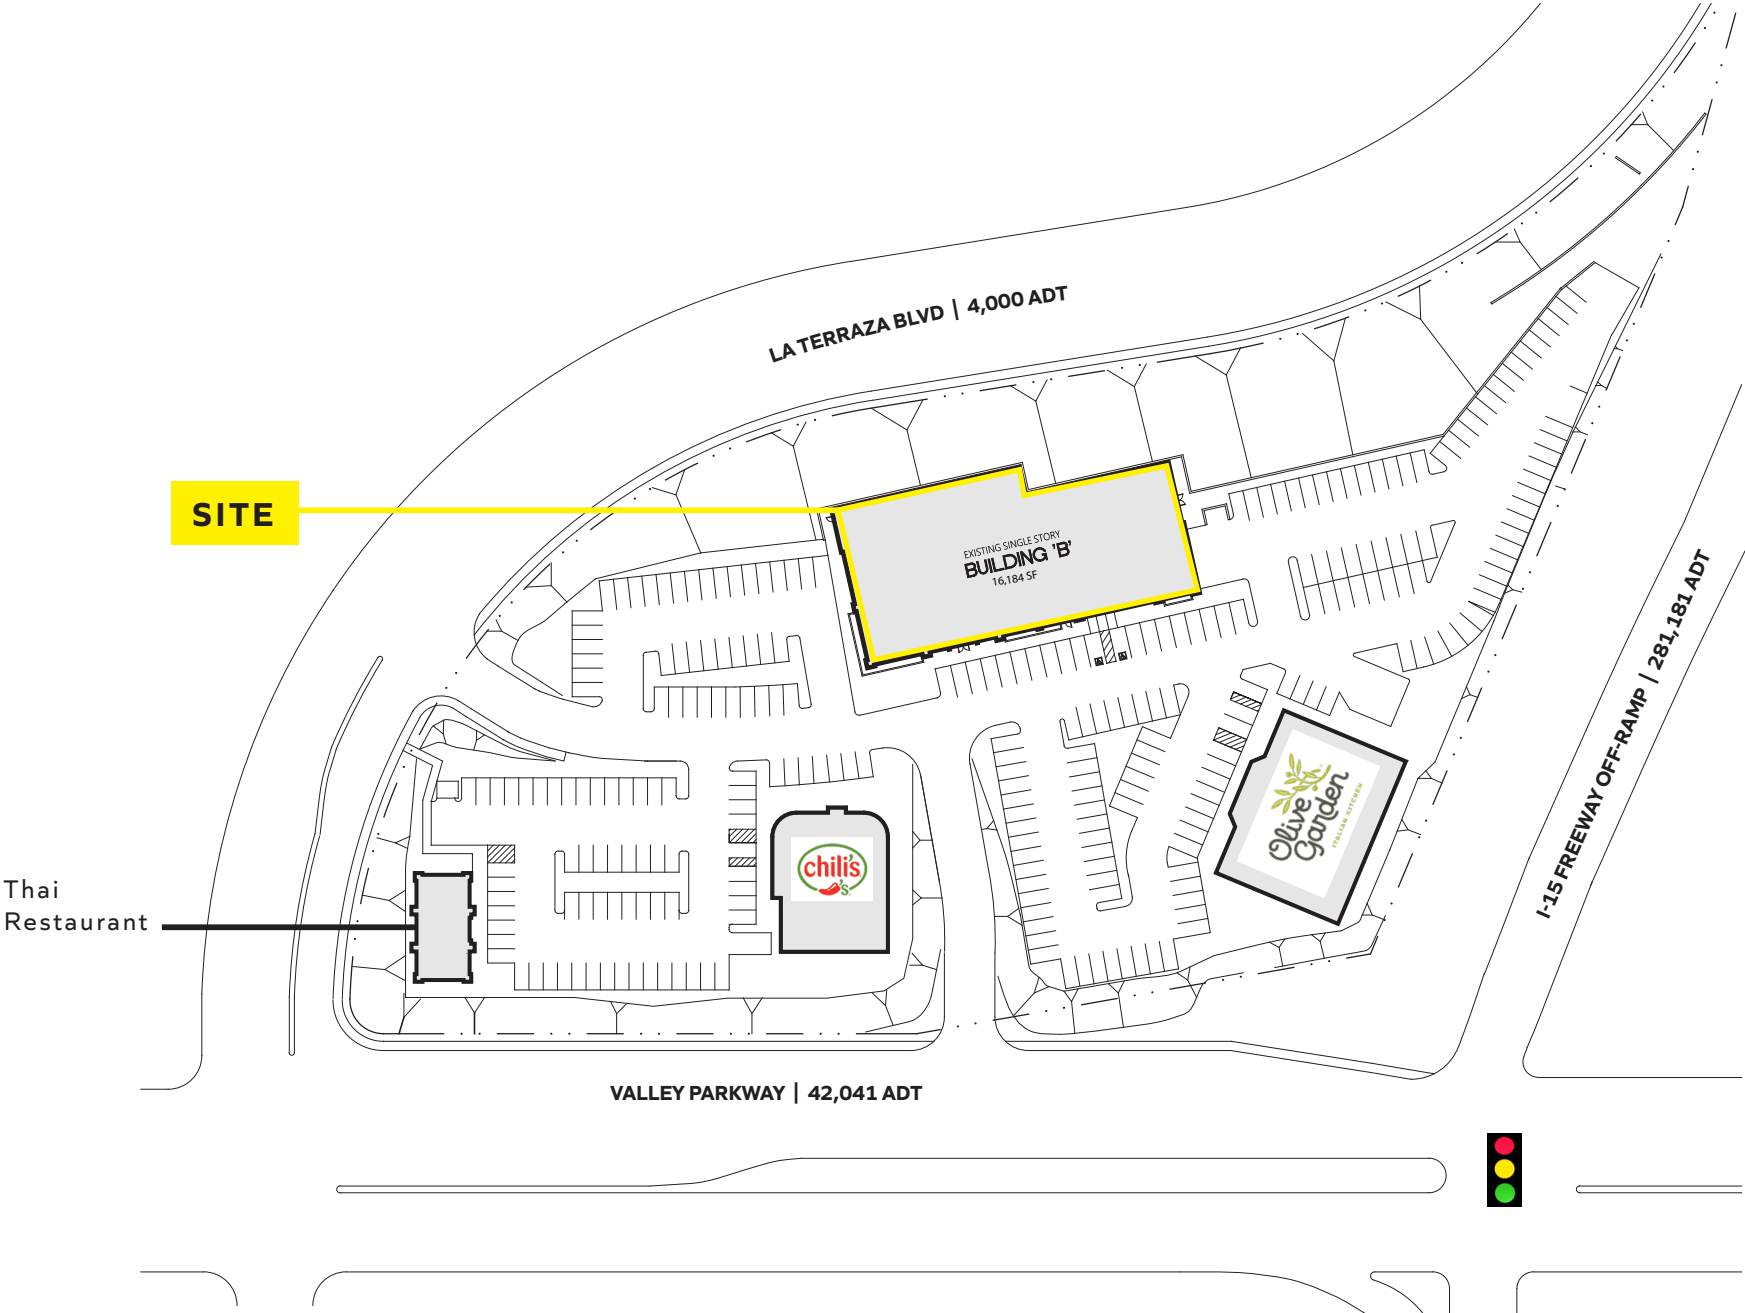 LA TERRAZA BLVD | 4,000 ADT
SITE
EXISTING SINGLE STORY
BUILDING 'B'
16,184 SF
I-15 FREEWAY OFF-RAMP | 281,181 ADT
Olive
Garden
ITALIAN KITCHEN
chili's
's
Thai
Restaurant
VALLEY PARKWAY | 42,041 ADT